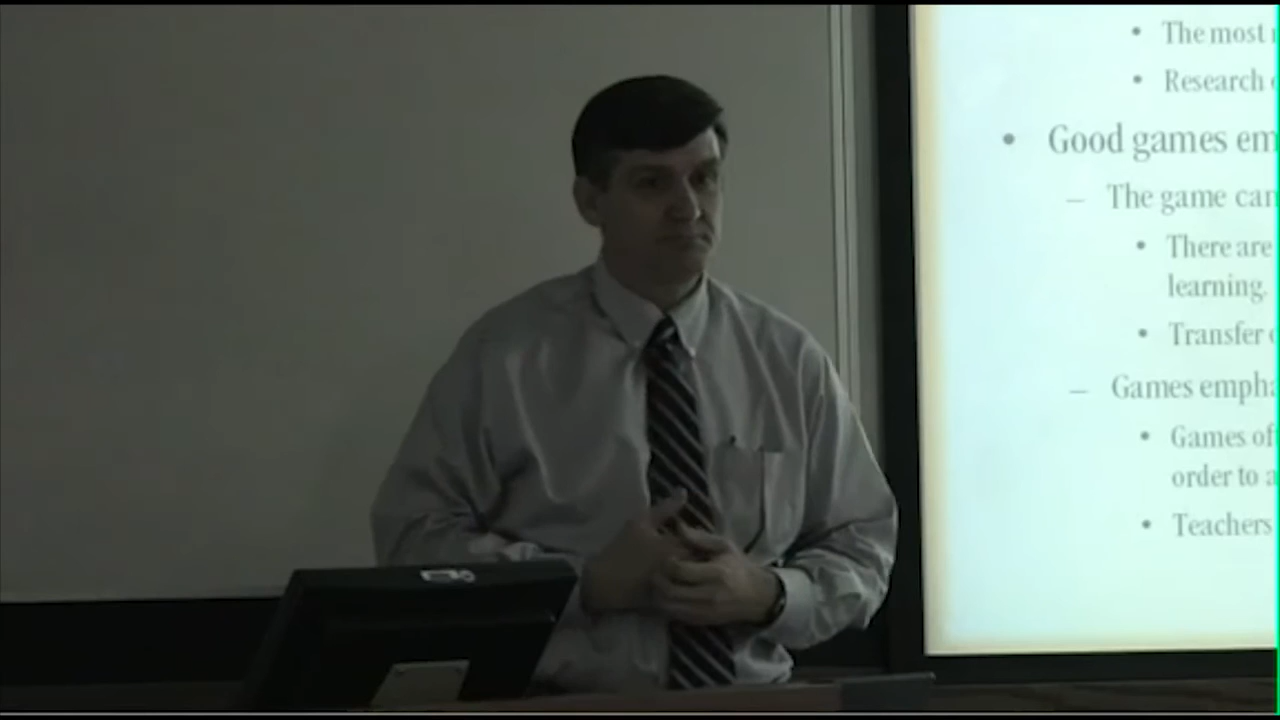 • The most
• Research
• Good games em
– The game can
• There are
learning.
• Transfer
– Games empha
• Games of
order to a
• Teachers